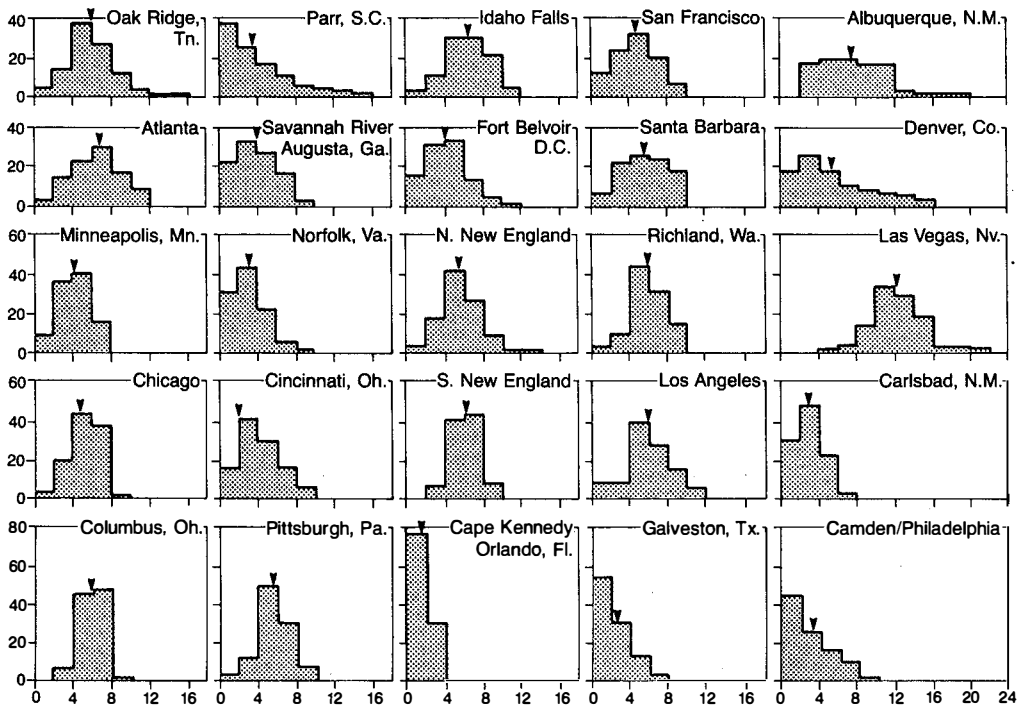 Oak Ridge,
Tn.
Parr, S.C.
Idaho Falls
San Francisco
Albuquerque, N.M.
40
20
0
Atlanta
Savannah River
Augusta, Ga.
Fort Belvoir
D.C.
Santa Barbara
Denver, Co.
40
20
0
Minneapolis, Mn.
Norfolk, Va.
N. New England
Richland, Wa.
Las Vegas, Nv.
60
40
20
0
Chicago
Cincinnati, Oh.
S. New England
Los Angeles
Carlsbad, N.M.
60
40
20
0
Columbus, Oh.
Pittsburgh, Pa.
Cape Kennedy
Orlando, Fl.
Galveston, Tx.
Camden/Philadelphia
80
60
40
20
0
0 4 8 12 16 0 4 8 12 16 0 4 8 12 16 0 4 8 12 16 0 4 8 12 16 20 24